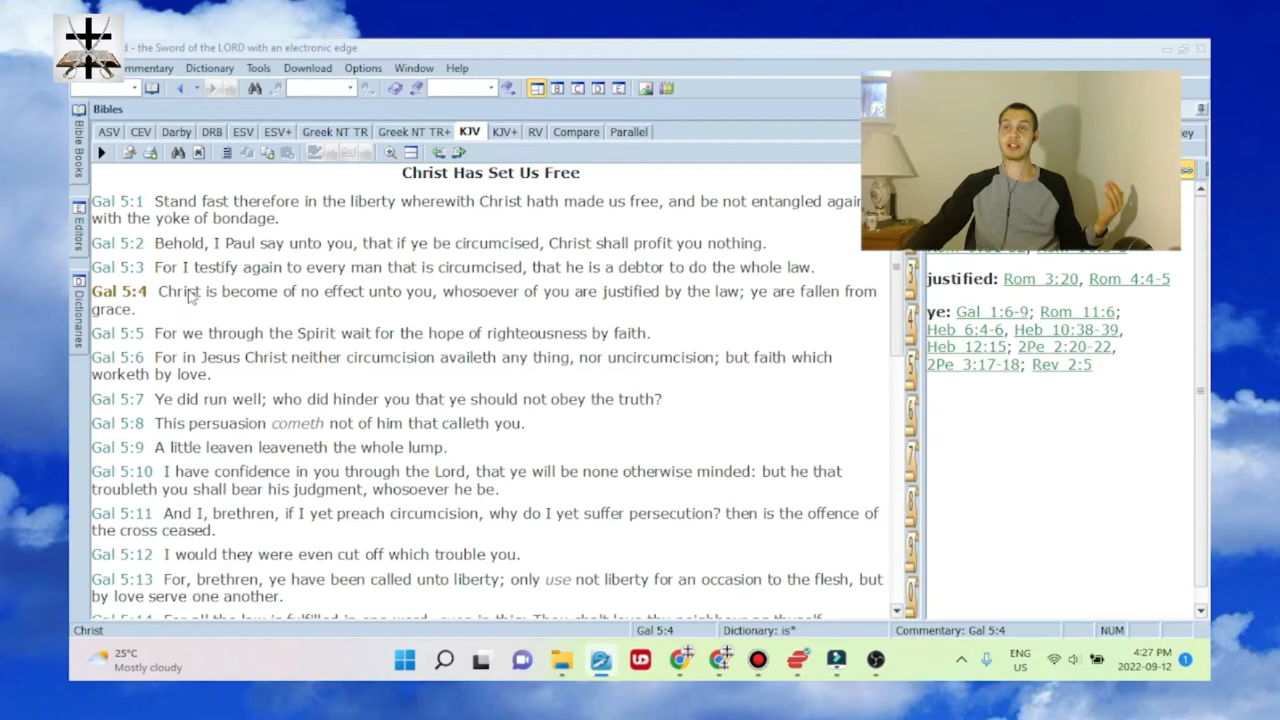 d - the Sword of the LORD with an electronic edge
mmentary Dictionary Tools Download Options Window Help
Bibles
ASV CEV Darby DRB ESV ESV+ Greek NT TR Greek NT TR+ KJV KJV+ RV Compare Parallel
ey
Bible Books
Editors
Dictionaries
Christ Has Set Us Free
Gal 5:1 Stand fast therefore in the liberty wherewith Christ hath made us free, and be not entangled again
with the yoke of bondage.
Gal 5:2 Behold, I Paul say unto you, that if ye be circumcised, Christ shall profit you nothing.
Gal 5:3 For I testify again to every man that is circumcised, that he is a debtor to do the whole law.
Gal 5:4 Christ is become of no effect unto you, whosoever of you are justified by the law; ye are fallen from
grace.
Gal 5:5 For we through the Spirit wait for the hope of righteousness by faith.
Gal 5:6 For in Jesus Christ neither circumcision availeth any thing, nor uncircumcision; but faith which
worketh by love.
Gal 5:7 Ye did run well; who did hinder you that ye should not obey the truth?
Gal 5:8 This persuasion cometh not of him that calleth you.
Gal 5:9 A little leaven leaveneth the whole lump.
Gal 5:10 I have confidence in you through the Lord, that ye will be none otherwise minded: but he that
troubleth you shall bear his judgment, whosoever he be.
Gal 5:11 And I, brethren, if I yet preach circumcision, why do I yet suffer persecution? then is the offence of
the cross ceased.
Gal 5:12 I would they were even cut off which trouble you.
Gal 5:13 For, brethren, ye have been called unto liberty; only use not liberty for an occasion to the flesh, but
by love serve one another.
3
4
5
6
7
8
9
0
justified: Rom 3:20, Rom 4:4-5
ye: Gal 1:6-9; Rom 11:6;
Heb 6:4-6, Heb 10:38-39,
Heb 12:15; 2Pe 2:20-22,
2Pe 3:17-18; Rev 2:5
Christ Gal 5:4 Dictionary: is* Commentary: Gal 5:4 NUM
25°C
Mostly cloudy
ENG
US
4:27 PM
2022-09-12
1